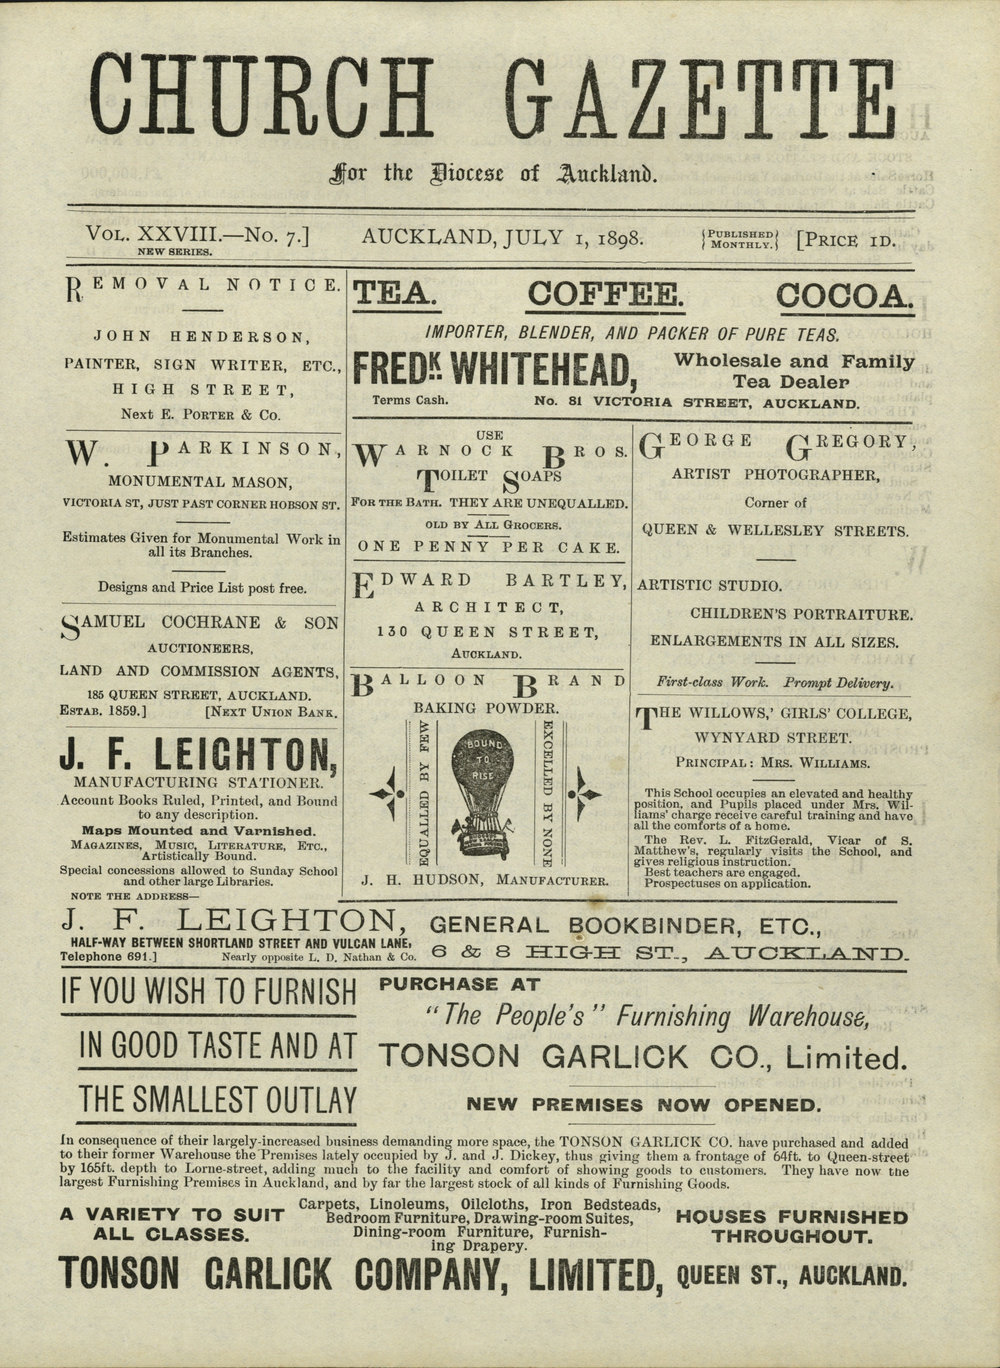 CHURCH GAZETTE
For the Diocese of Auckland.
VOL. XXVIII.—No. 7.]
NEW SERIES.
AUCKLAND, JULY 1, 1898.
{PUBLISHED MONTHLY.}
[PRICE 1D.
REMOVAL NOTICE.
JOHN HENDERSON,
PAINTER, SIGN WRITER, ETC.,
HIGH STREET,
Next E. PORTER & Co.
W. PARKINSON,
MONUMENTAL MASON,
VICTORIA ST, JUST PAST CORNER HOBSON ST.
Estimates Given for Monumental Work in
all its Branches.
Designs and Price List post free.
SAMUEL COCHRANE & SON
AUCTIONEERS,
LAND AND COMMISSION AGENTS,
185 QUEEN STREET, AUCKLAND.
ESTAB. 1859.] [NEXT UNION BANK.
J. F. LEIGHTON,
MANUFACTURING STATIONER.
Account Books Ruled, Printed, and Bound
to any description.
Maps Mounted and Varnished.
MAGAZINES, MUSIC, LITERATURE, ETC.,
Artistically Bound.
Special concessions allowed to Sunday School
and other large Libraries.
NOTE THE ADDRESS—
TEA. COFFEE. COCOA.
IMPORTER, BLENDER, AND PACKER OF PURE TEAS.
FREDK. WHITEHEAD,
Wholesale and Family
Tea Dealer
Terms Cash. No. 81 VICTORIA STREET, AUCKLAND.
USE
WARNOCK BROS.
TOILET SOAPS
FOR THE BATH. THEY ARE UNEQUALLED.
OLD BY ALL GROCERS.
ONE PENNY PER CAKE.
EDWARD BARTLEY,
ARCHITECT,
130 QUEEN STREET,
AUCKLAND.
BALLOON BRAND
BAKING POWDER.
EQUALLED BY FEW
BOUND
TO
RISE
EXCELLED BY NONE
J. H. HUDSON, MANUFACTURER.
GEORGE GREGORY,
ARTIST PHOTOGRAPHER,
Corner of
QUEEN & WELLESLEY STREETS.
ARTISTIC STUDIO.
CHILDREN'S PORTRAITURE.
ENLARGEMENTS IN ALL SIZES.
First-class Work. Prompt Delivery.
THE WILLOWS,' GIRLS' COLLEGE,
WYNYARD STREET.
PRINCIPAL: MRS. WILLIAMS.
This School occupies an elevated and healthy
position, and Pupils placed under Mrs. Wil-
liams' charge receive careful training and have
all the comforts of a home.
The Rev. L. FitzGerald, Vicar of S.
Matthew's, regularly visits the School, and
gives religious instruction.
Best teachers are engaged.
Prospectuses on application.
J. F. LEIGHTON, GENERAL BOOKBINDER, ETC.,
HALF-WAY BETWEEN SHORTLAND STREET AND VULCAN LANE,
Telephone 691.] Nearly opposite L. D. Nathan & Co.
6 & 8 HIGH ST., AUCKLAND.
IF YOU WISH TO FURNISH
IN GOOD TASTE AND AT
THE SMALLEST OUTLAY
PURCHASE AT
"The People's" Furnishing Warehouse,
TONSON GARLICK CO., Limited.
NEW PREMISES NOW OPENED.
In consequence of their largely-increased business demanding more space, the TONSON GARLICK CO. have purchased and added
to their former Warehouse the Premises lately occupied by J. and J. Dickey, thus giving them a frontage of 64ft. to Queen-street
by 165ft. depth to Lorne-street, adding much to the facility and comfort of showing goods to customers. They have now the
largest Furnishing Premises in Auckland, and by far the largest stock of all kinds of Furnishing Goods.
A VARIETY TO SUIT
ALL CLASSES.
Carpets, Linoleums, Oilcloths, Iron Bedsteads,
Bedroom Furniture, Drawing-room Suites,
Dining-room Furniture, Furnish-
ing Drapery.
HOUSES FURNISHED
THROUGHOUT.
TONSON GARLICK COMPANY, LIMITED, QUEEN ST., AUCKLAND.